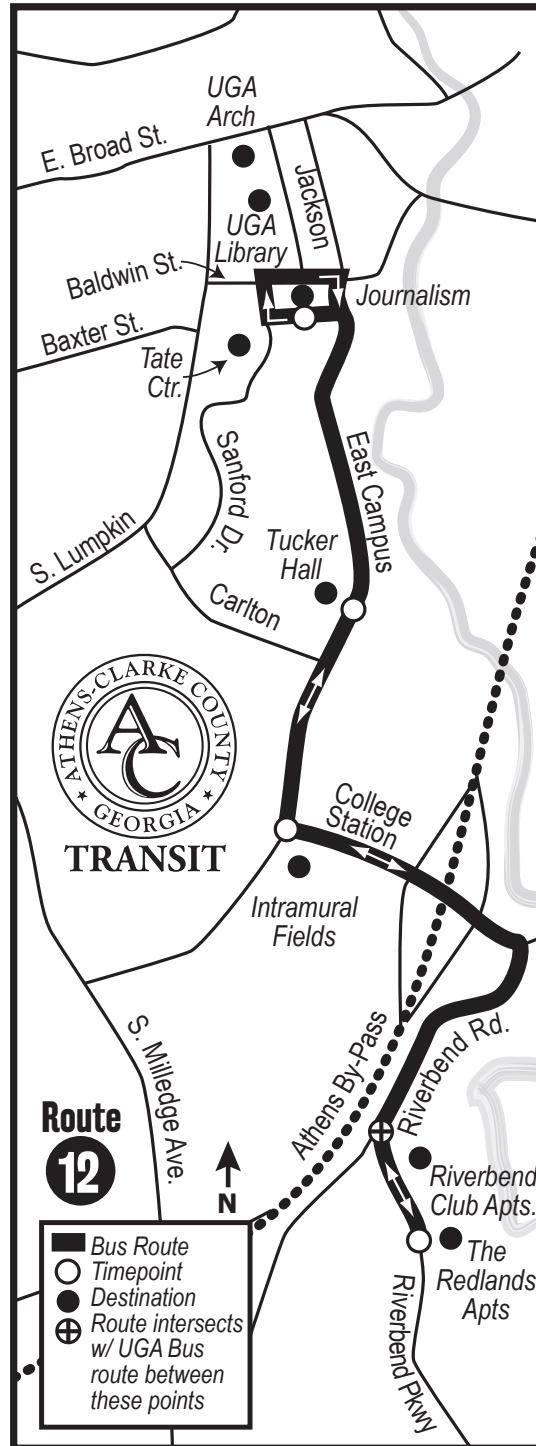 UGA
Arch
E. Broad St.
Jackson
UGA
Library
Baldwin St.
Journalism
Baxter St.
Tate
Ctr.
Sanford Dr.
East Campus
Tucker
Hall
S. Lumpkin
Carlton
ATHENS-CLARKE COUNTY
AC
GEORGIA
TRANSIT
College
Station
Intramural
Fields
S. Milledge Ave.
Athens By-Pass
Riverbend Rd.
Route
12
N
Riverbend
Club Apts.
The
Redlands
Apts
Riverbend Pkwy
Bus Route
Timepoint
Destination
Route intersects
w/ UGA Bus
route between
these points